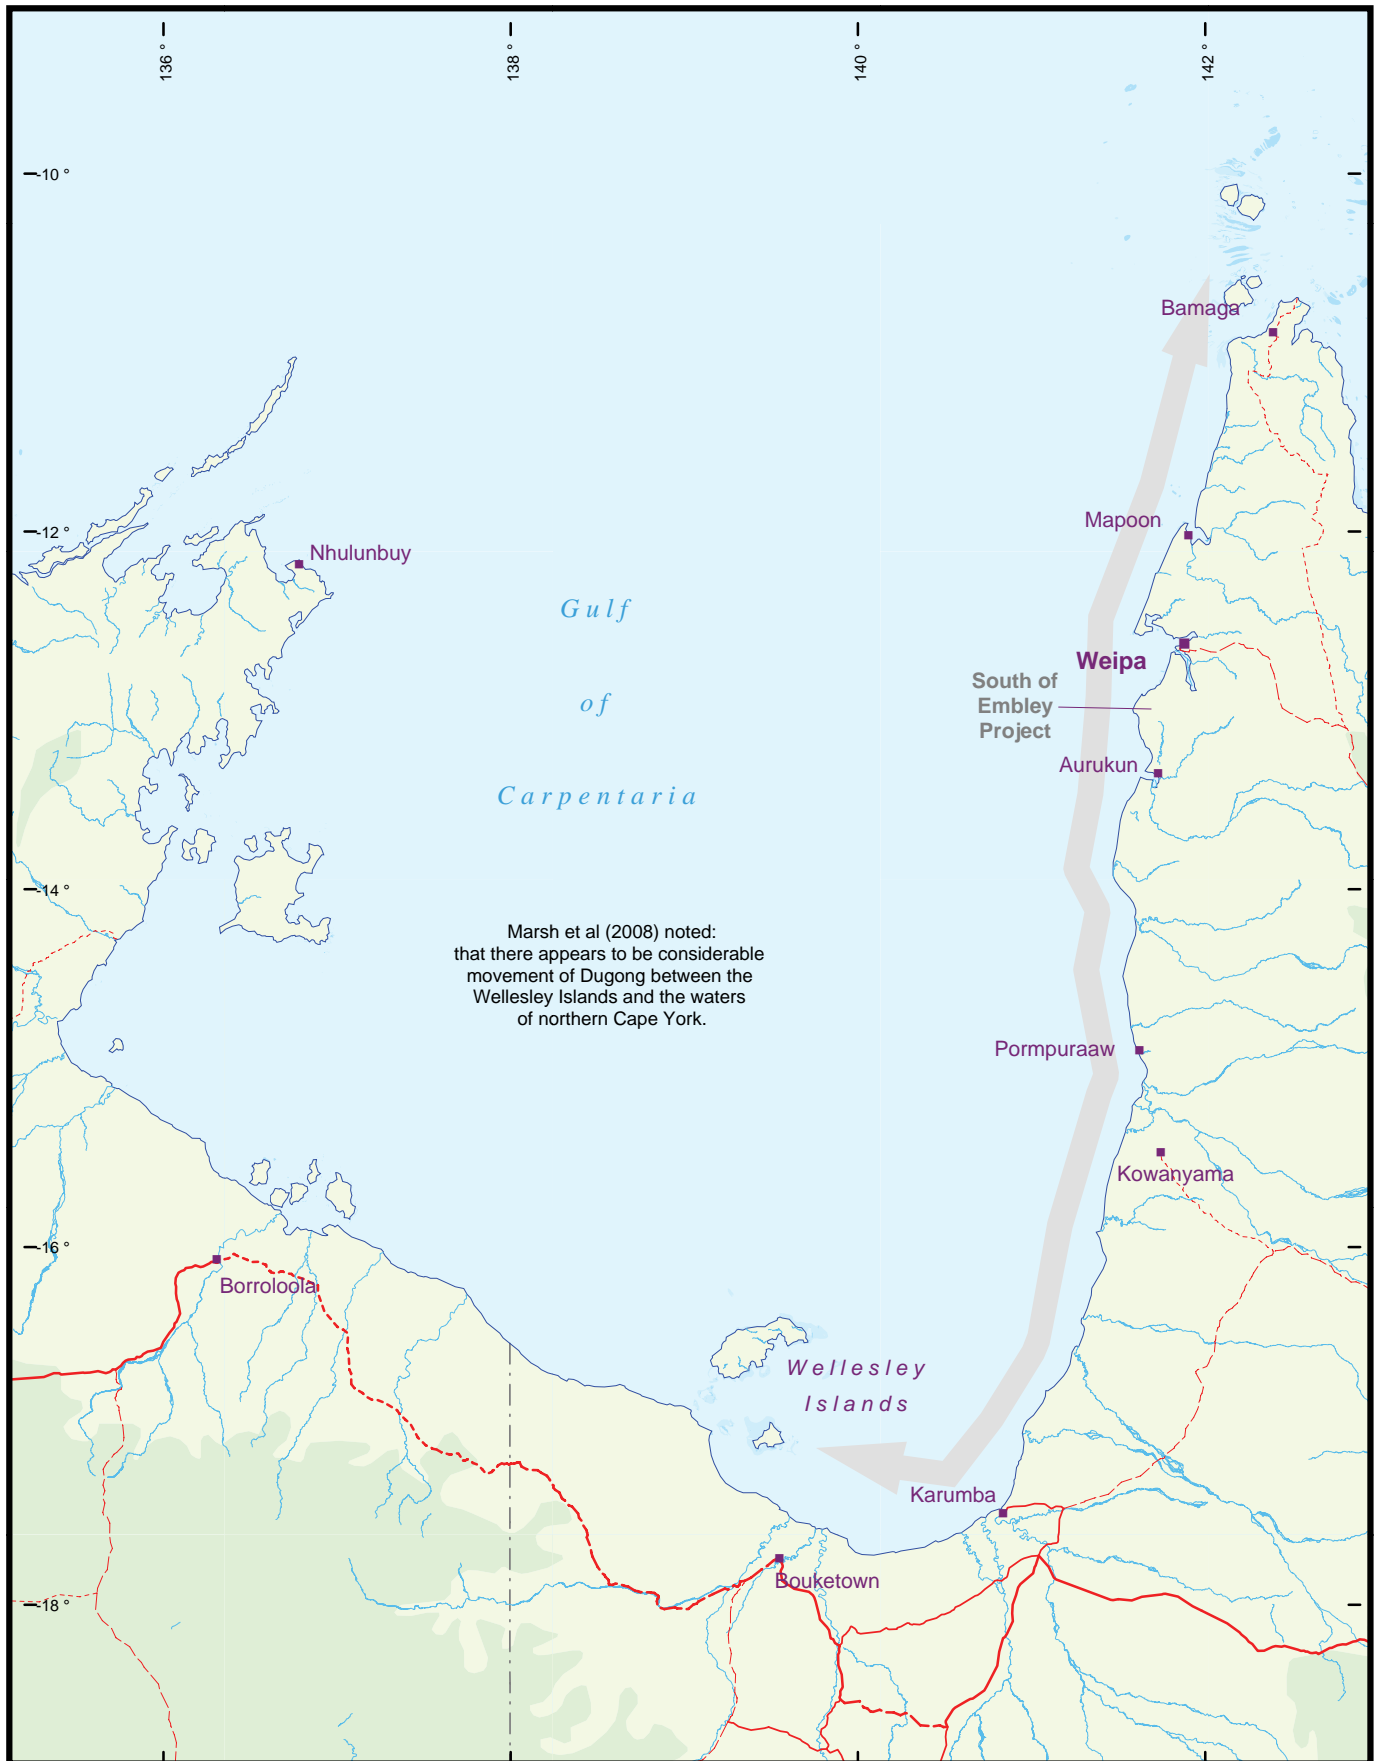 136 °
138 °
140 °
142 °
-10 °
Bamaga
-12 °
Mapoon
Nhulunbuy
Gulf
of
Carpentaria
Weipa
South of
Embley
Project
Aurukun
-14 °
Marsh et al (2008) noted:
that there appears to be considerable
movement of Dugong between the
Wellesley Islands and the waters
of northern Cape York.
Pormpuraaw
Kowanyama
-16 °
Borroloola
Wellesley
Islands
Karumba
Bouketown
-18 °